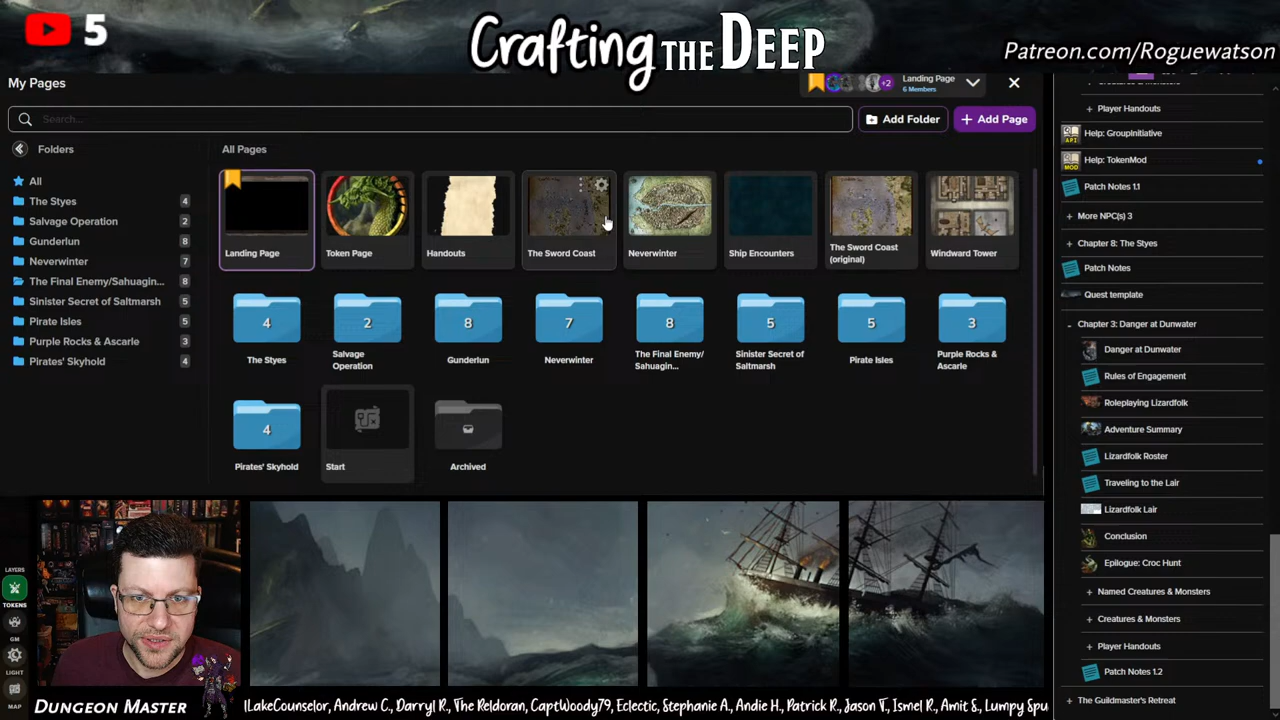 5
Crafting THE DEEP
Patreon.com/Roguewatson
My Pages
+2
Landing Page
6 Members
Search...
Add Folder
+ Add Page
Folders
All
The Styes 4
Salvage Operation 2
Gunderlun 8
Neverwinter 7
The Final Enemy/Sahuagin... 8
Sinister Secret of Saltmarsh 5
Pirate Isles 5
Purple Rocks & Ascarle 3
Pirates' Skyhold 4
All Pages
Landing Page
Token Page
Handouts
The Sword Coast
Neverwinter
Ship Encounters
The Sword Coast
(original)
Windward Tower
4
2
8
7
8
5
5
3
The Styes
Salvage
Operation
Gunderlun
Neverwinter
The Final Enemy/
Sahuagin...
Sinister Secret of
Saltmarsh
Pirate Isles
Purple Rocks &
Ascarle
4
Pirates' Skyhold
Start
Archived
+ Player Handouts
API
Help: GroupInitiative
MOD
Help: TokenMod
Patch Notes 1.1
+ More NPC(s) 3
+ Chapter 8: The Styes
Patch Notes
Quest template
- Chapter 3: Danger at Dunwater
Danger at Dunwater
Rules of Engagement
Roleplaying Lizardfolk
Adventure Summary
Lizardfolk Roster
Traveling to the Lair
Lizardfolk Lair
Conclusion
Epilogue: Croc Hunt
+ Named Creatures & Monsters
+ Creatures & Monsters
+ Player Handouts
Patch Notes 1.2
+ The Guildmaster's Retreat
LAYERS
TOKENS
GM
LIGHT
MAP
DUNGEON MASTER
LakeCounselor, Andrew C., Darryl R., The Reldoran, CaptWoody79, Eclectic, Stephanie A., Andie H., Patrick R., Jason T., Ismel R., Amit S., Lumpy Spu